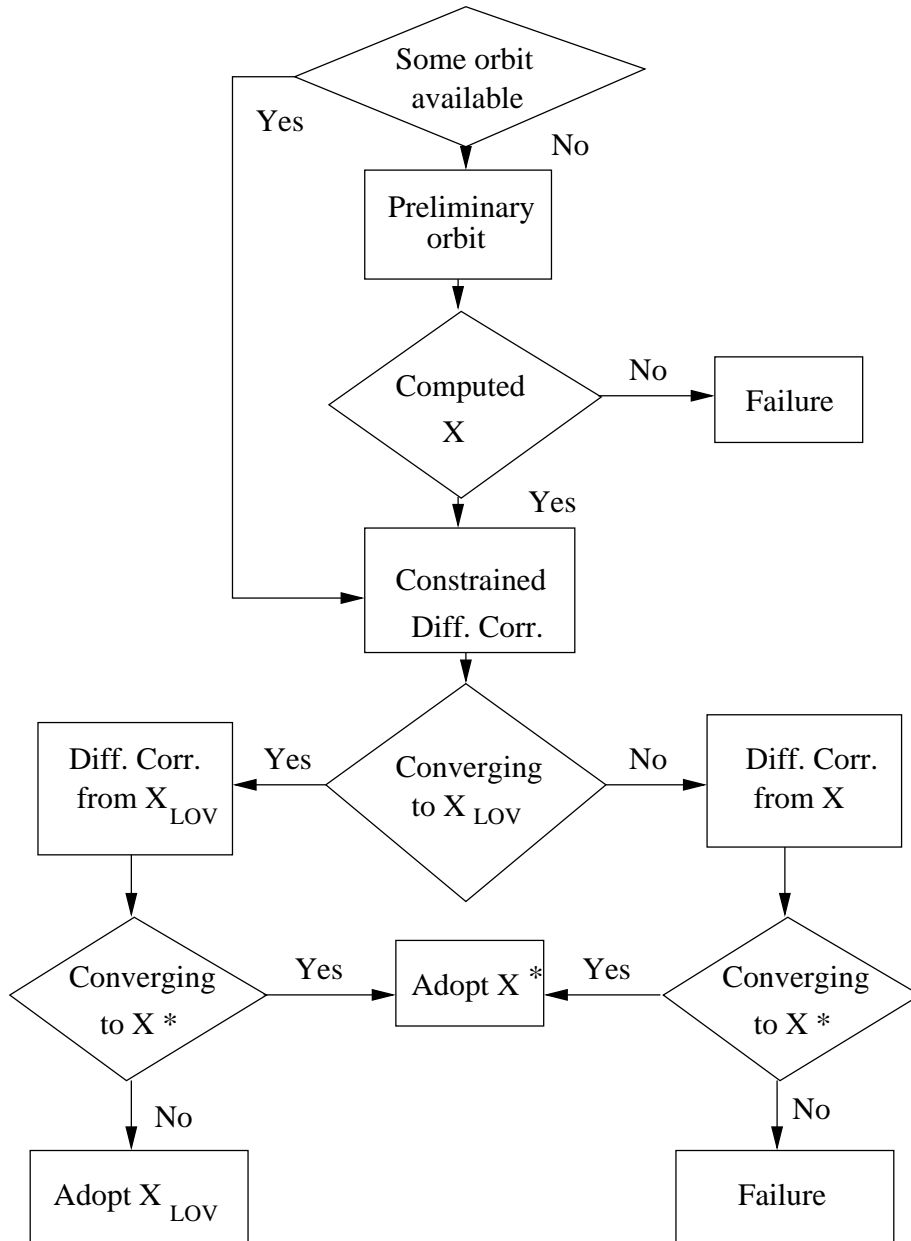 Some orbit
available
Yes
No
Preliminary
orbit
Computed
X
No
Failure
Yes
Constrained
Diff. Corr.
Diff. Corr.
from X LOV
Yes
Converging
to X LOV
No
Diff. Corr.
from X
Converging
to X *
Yes
Adopt X *
Yes
Converging
to X *
No
No
Adopt X LOV
Failure